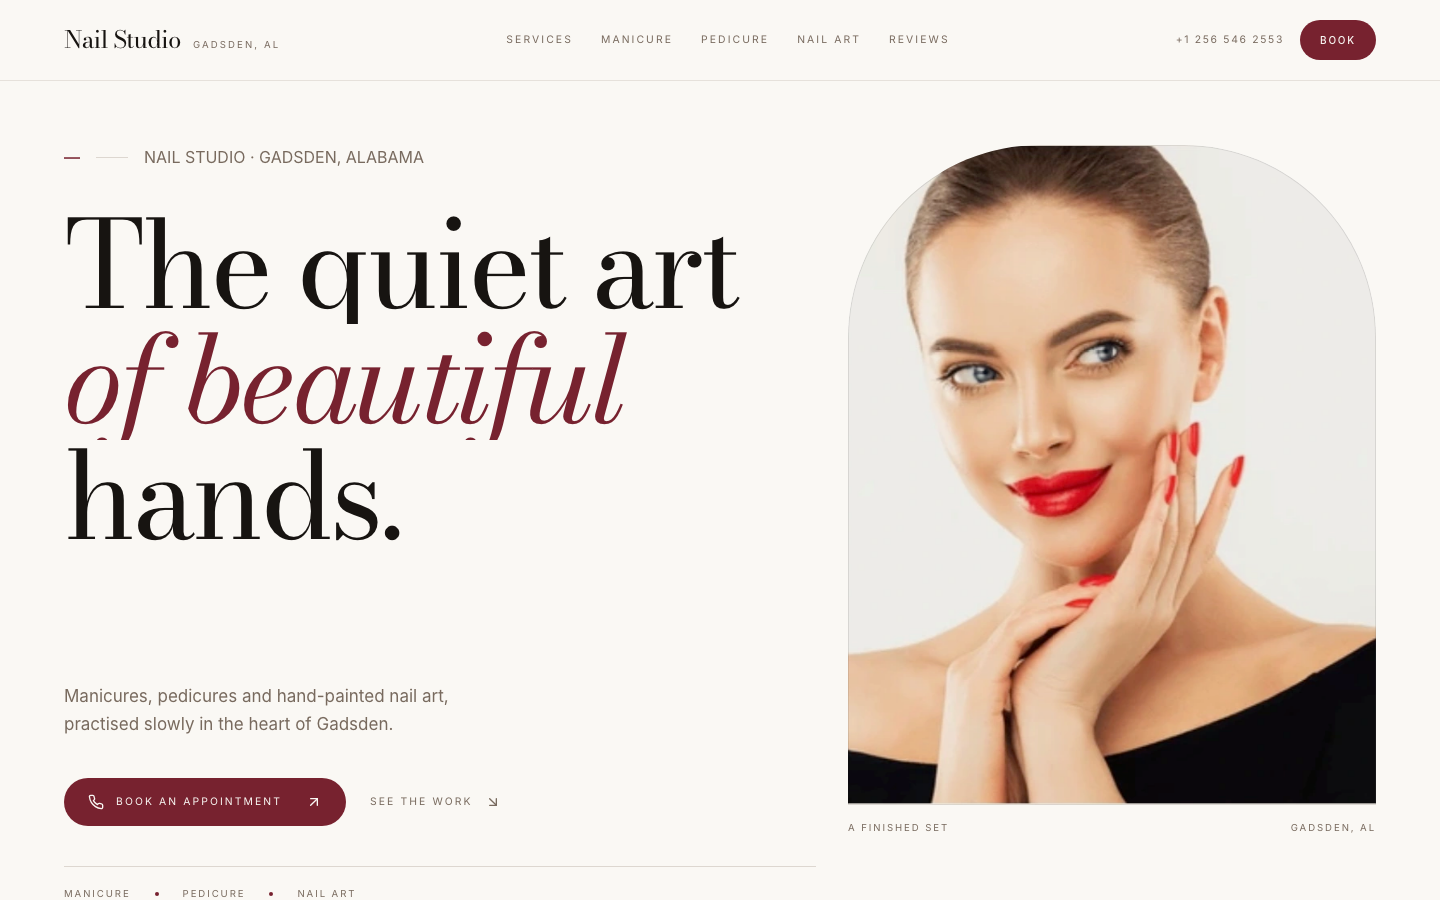 Nail Studio GADSDEN, AL
SERVICES MANICURE PEDICURE NAIL ART REVIEWS
+1 256 546 2553 BOOK
NAIL STUDIO · GADSDEN, ALABAMA
The quiet art
of beautiful
hands.
Manicures, pedicures and hand-painted nail art,
practised slowly in the heart of Gadsden.
BOOK AN APPOINTMENT
SEE THE WORK
MANICURE • PEDICURE • NAIL ART
A FINISHED SET
GADSDEN, AL